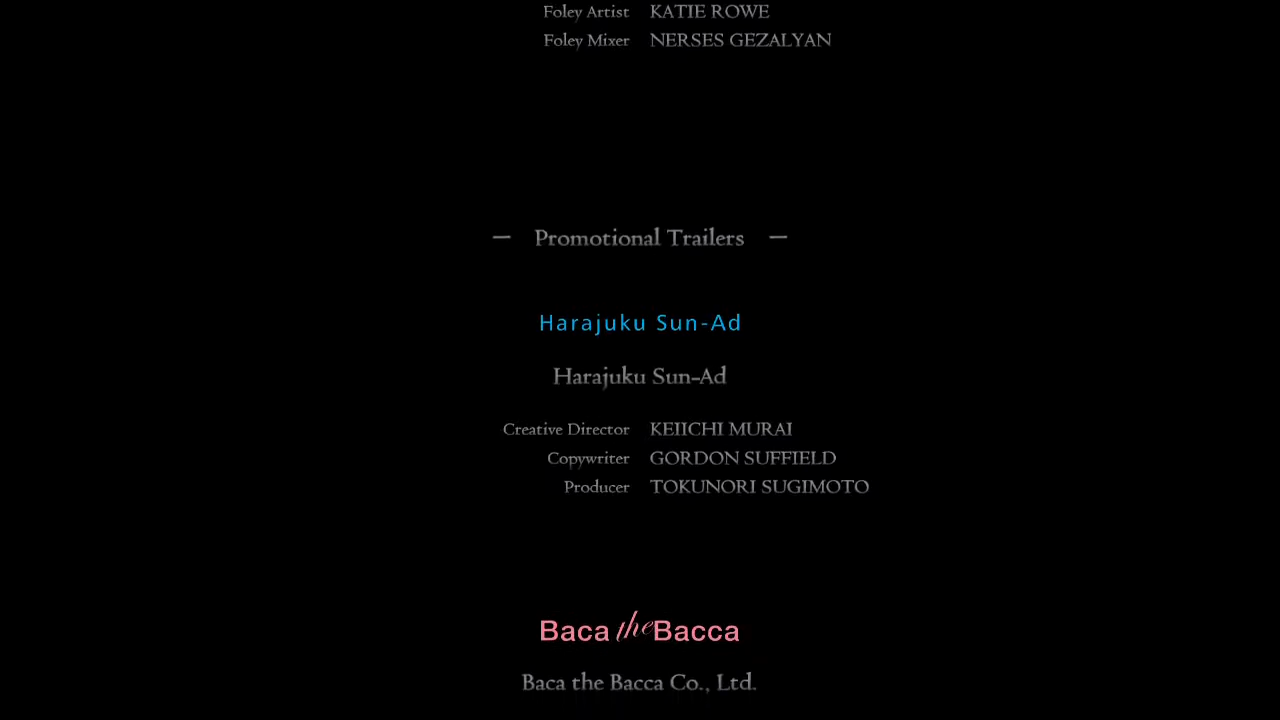 Foley Artist KATIE ROWE
Foley Mixer NERSES GEZALYAN
— Promotional Trailers —
Harajuku Sun-Ad
Harajuku Sun-Ad
Creative Director KEIICHI MURAI
Copywriter GORDON SUFFIELD
Producer TOKUNORI SUGIMOTO
Baca the Bacca
Baca the Bacca Co., Ltd.